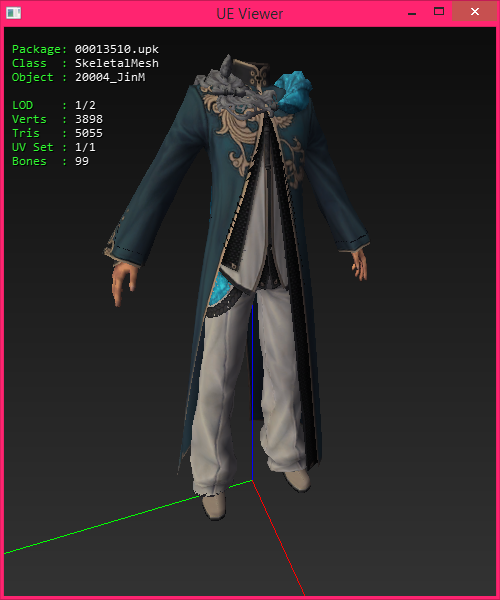 UE Viewer
Package: 00013510.upk
Class  : SkeletalMesh
Object : 20004_JinM
LOD    : 1/2
Verts  : 3898
Tris   : 5055
UV Set : 1/1
Bones  : 99